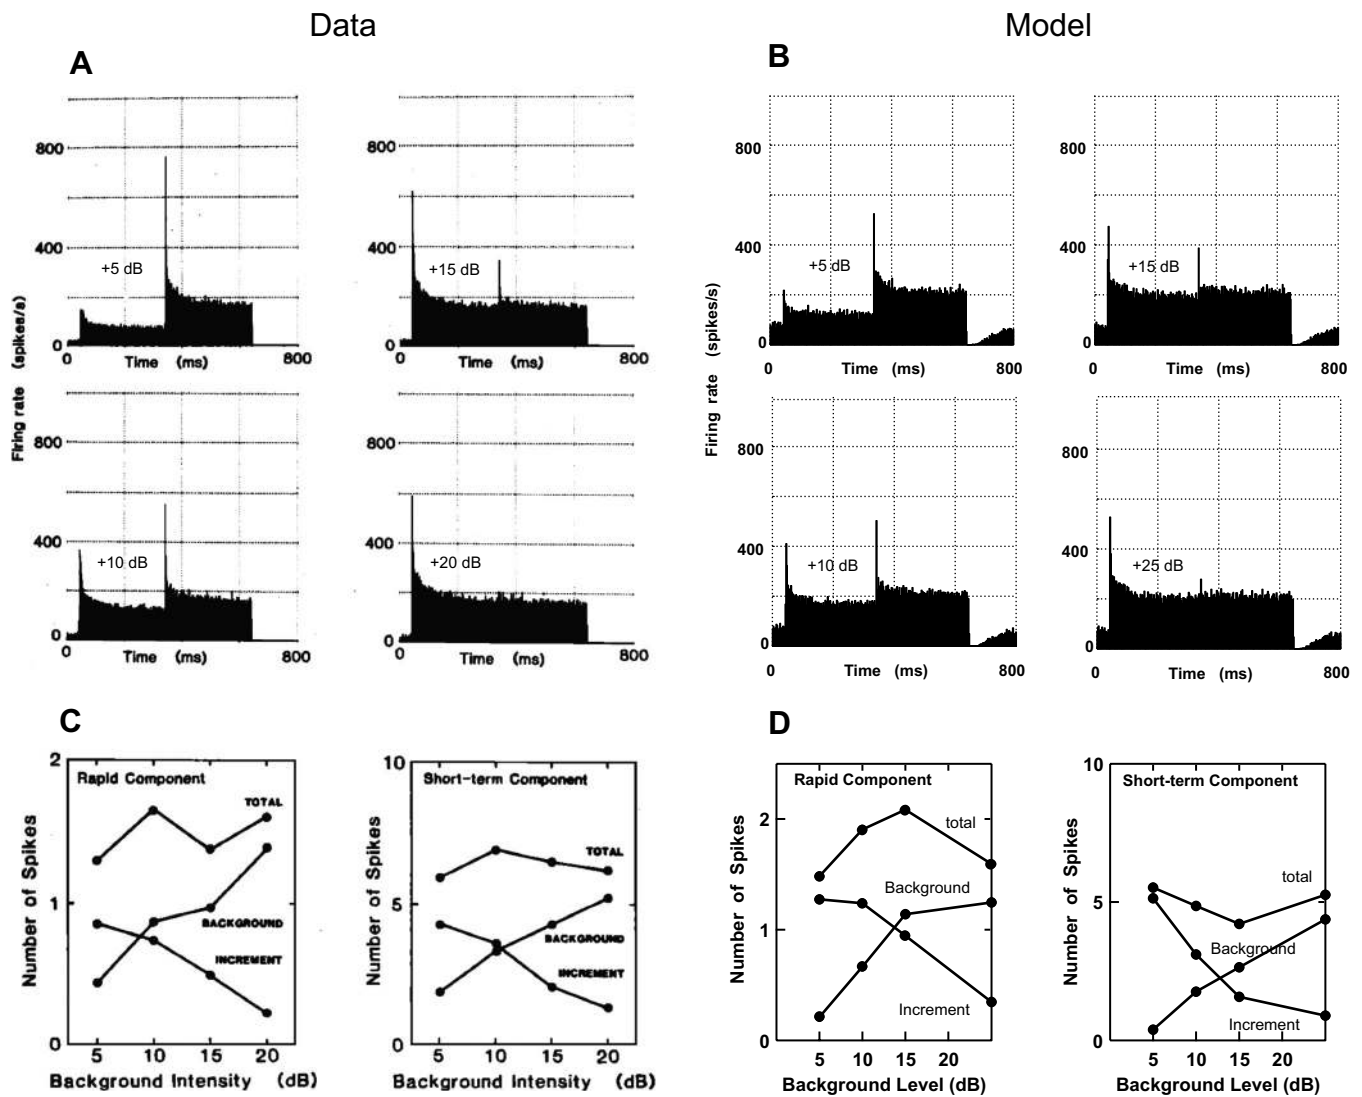 Data
Model
A
B
800
400
0
+5 dB
0
Time (ms)
800
800
400
0
+15 dB
0
Time (ms)
800
800
400
0
+10 dB
0
Time (ms)
800
800
400
0
+20 dB
0
Time (ms)
800
Firing rate (spikes/s)
800
400
0
+5 dB
0
Time (ms)
800
800
400
0
+15 dB
0
Time (ms)
800
800
400
0
+10 dB
0
Time (ms)
800
800
400
0
+25 dB
0
Time (ms)
800
Firing rate (spikes/s)
C
2
1
0
Rapid Component
TOTAL
BACKGROUND
INCREMENT
5 10 15 20
Background Intensity (dB)
Number of Spikes
10
5
0
Short-term Component
TOTAL
BACKGROUND
INCREMENT
5 10 15 20
Background Intensity (dB)
Number of Spikes
D
2
1
0
Rapid Component
total
Background
Increment
5 10 15 20
Background Level (dB)
Number of Spikes
10
5
0
Short-term Component
total
Background
Increment
5 10 15 20
Background Level (dB)
Number of Spikes